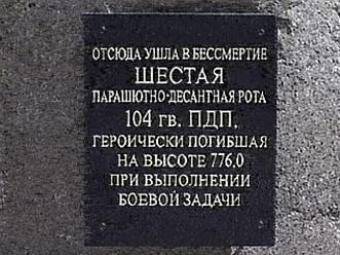 ОТСЮДА УШЛА В БЕССМЕРТИЕ
ШЕСТАЯ
ПАРАШЮТНО-ДЕСАНТНАЯ РОТА
104 гв. ПДП,
ГЕРОИЧЕСКИ ПОГИБШАЯ
НА ВЫСОТЕ 776,0
ПРИ ВЫПОЛНЕНИИ
БОЕВОЙ ЗАДАЧИ